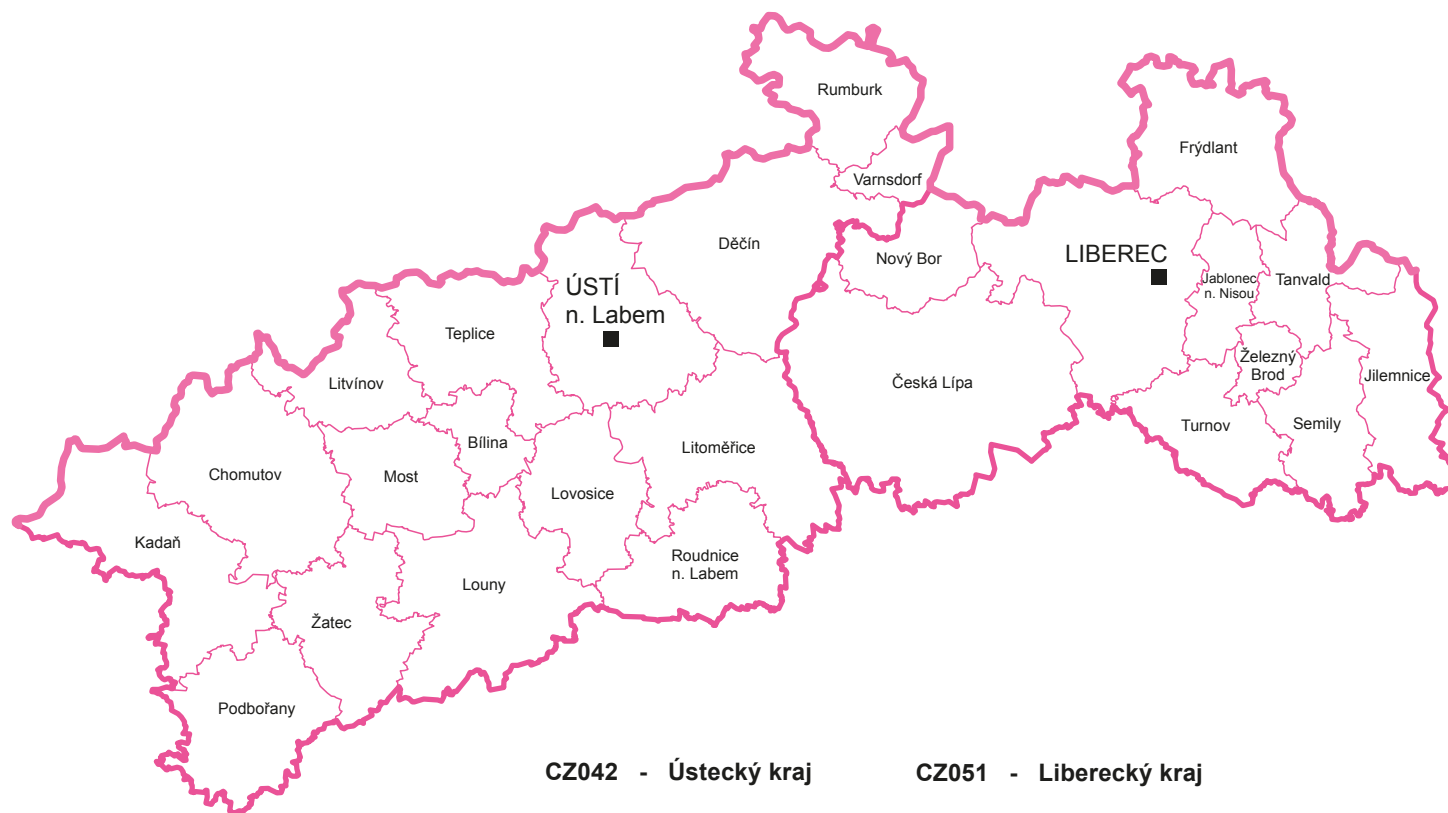 Rumburk
Frýdlant
Varnsdorf
Děčín
Nový Bor
LIBEREC
Jablonec
n. Nisou
Tanvald
ÚSTÍ
n. Labem
Teplice
Litvínov
Česká Lípa
Železný
Brod
Jilemnice
Turnov
Semily
Bílina
Litoměřice
Chomutov
Most
Lovosice
Kadaň
Roudnice
n. Labem
Louny
Žatec
Podbořany
CZ042 - Ústecký kraj
CZ051 - Liberecký kraj